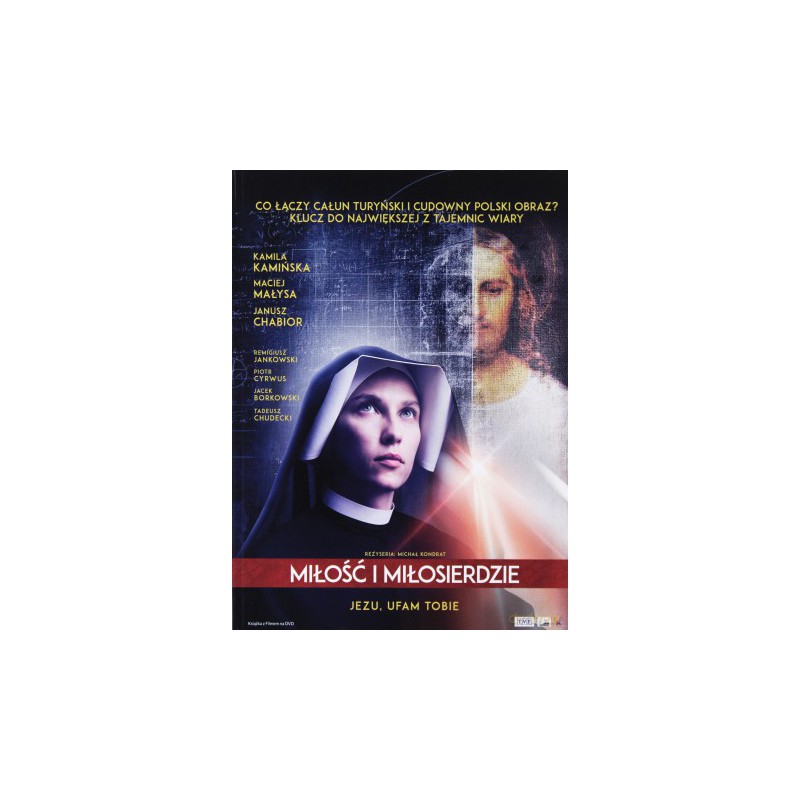 CO ŁĄCZY CAŁUN TURYŃSKI I CUDOWNY POLSKI OBRAZ?
KLUCZ DO NAJWIĘKSZEJ Z TAJEMNIC WIARY
KAMILA
KAMIŃSKA
MACIEJ
MAŁYSA
JANUSZ
CHABIOR
REMIGIUSZ
JANKOWSKI
PIOTR
CYRWUS
JACEK
BORKOWSKI
TADEUSZ
CHUDECKI
REŻYSERIA: MICHAŁ KONDRAT
MIŁOŚĆ I MIŁOSIERDZIE
JEZU, UFAM TOBIE
Książka z Filmem na DVD